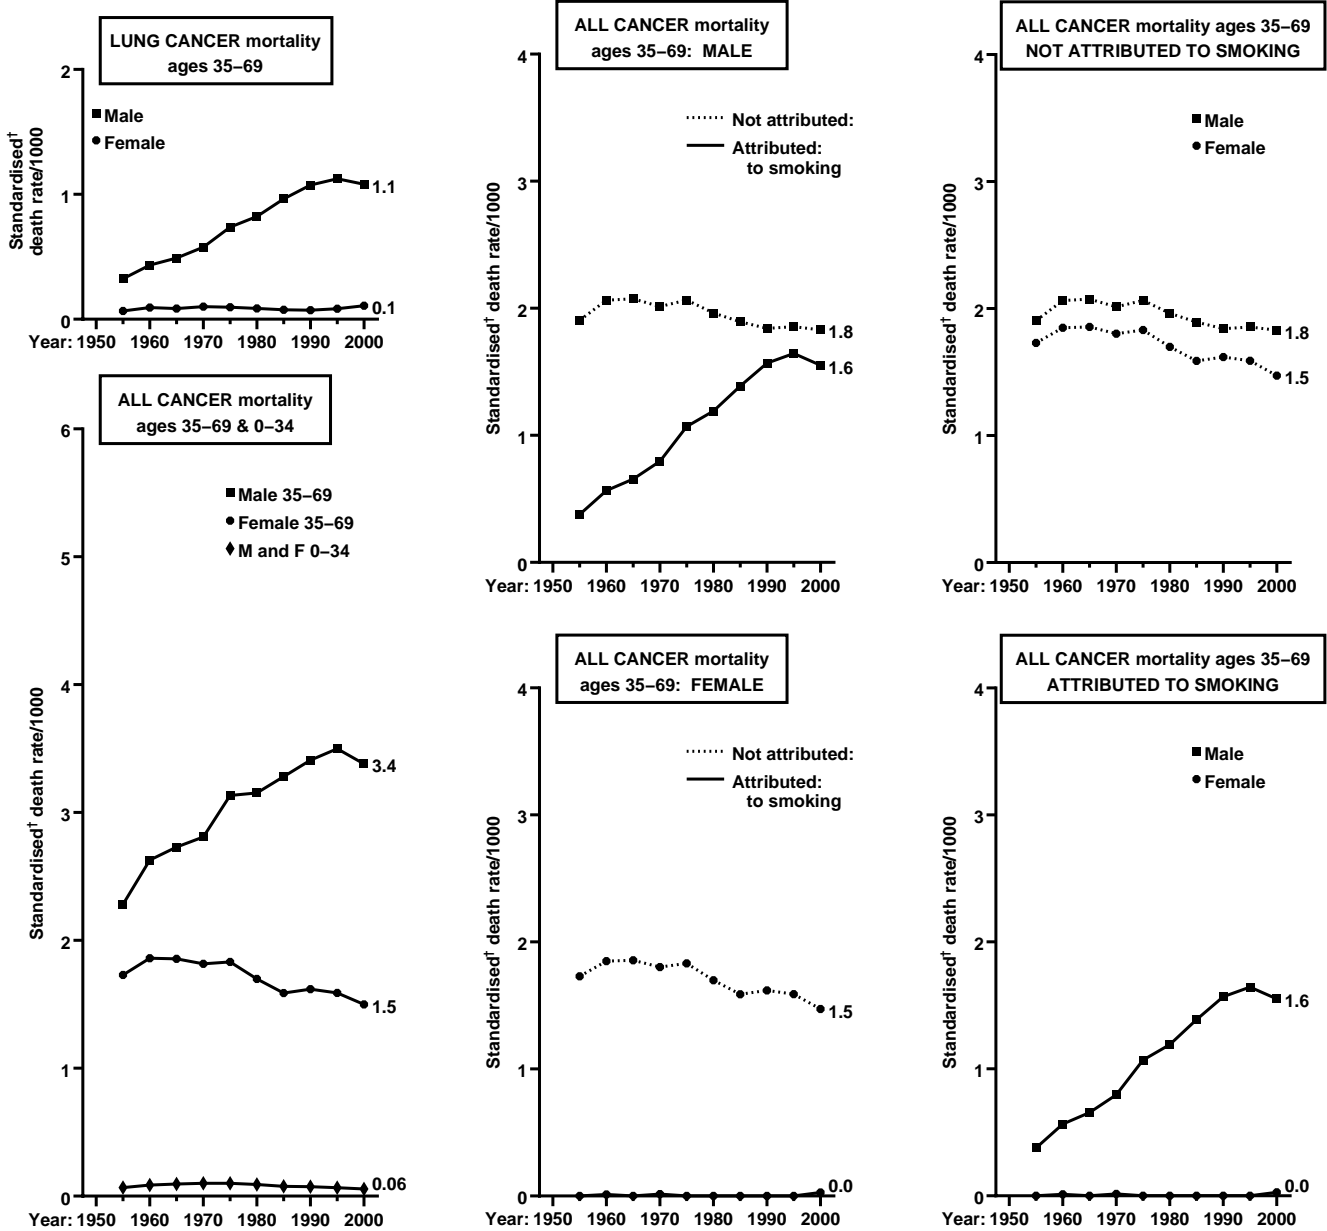 LUNG CANCER mortality
ages 35–69
Standardised†
death rate/1000
2
1
0
Male
Female
1.1
0.1
Year: 1950 1960 1970 1980 1990 2000
ALL CANCER mortality
ages 35–69 & 0–34
Standardised† death rate/1000
6
5
4
3
2
1
0
Male 35–69
Female 35–69
M and F 0–34
3.4
1.5
0.06
Year: 1950 1960 1970 1980 1990 2000
ALL CANCER mortality
ages 35–69: MALE
Standardised† death rate/1000
4
3
2
1
0
Not attributed:
Attributed:
to smoking
1.8
1.6
Year: 1950 1960 1970 1980 1990 2000
ALL CANCER mortality
ages 35–69: FEMALE
Standardised† death rate/1000
4
3
2
1
0
Not attributed:
Attributed:
to smoking
1.5
0.0
Year: 1950 1960 1970 1980 1990 2000
ALL CANCER mortality ages 35–69
NOT ATTRIBUTED TO SMOKING
Standardised† death rate/1000
4
3
2
1
0
Male
Female
1.8
1.5
Year: 1950 1960 1970 1980 1990 2000
ALL CANCER mortality ages 35–69
ATTRIBUTED TO SMOKING
Standardised† death rate/1000
4
3
2
1
0
Male
Female
1.6
0.0
Year: 1950 1960 1970 1980 1990 2000